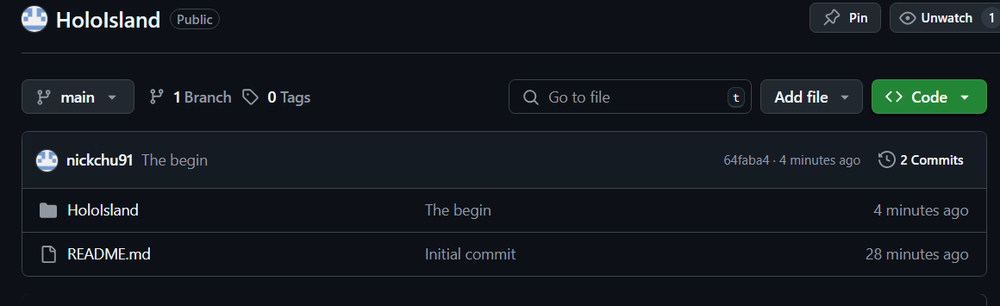 HoloIsland Public Pin Unwatch 1
main 1 Branch 0 Tags Go to file t Add file Code
nickchu91 The begin 64faba4 · 4 minutes ago 2 Commits
HoloIsland The begin 4 minutes ago
README.md Initial commit 28 minutes ago